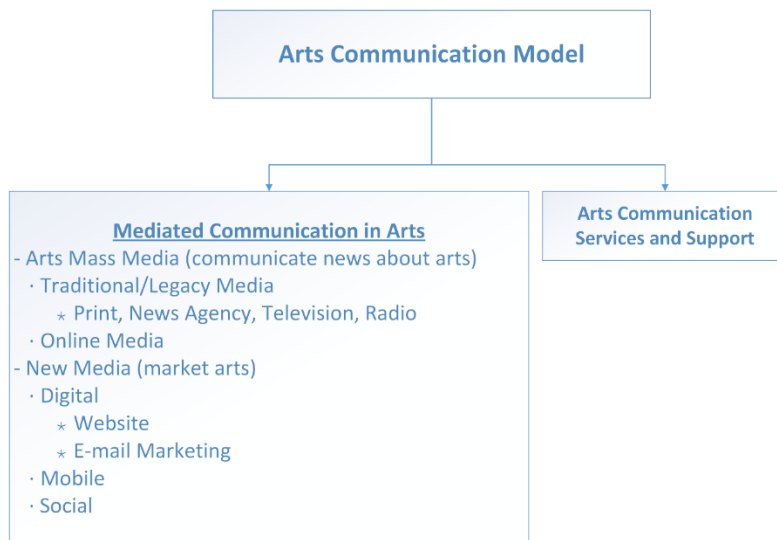 Arts Communication Model
Mediated Communication in Arts
- Arts Mass Media (communicate news about arts)
· Traditional/Legacy Media
* Print, News Agency, Television, Radio
· Online Media
- New Media (market arts)
· Digital
* Website
* E-mail Marketing
· Mobile
· Social
Arts Communication
Services and Support